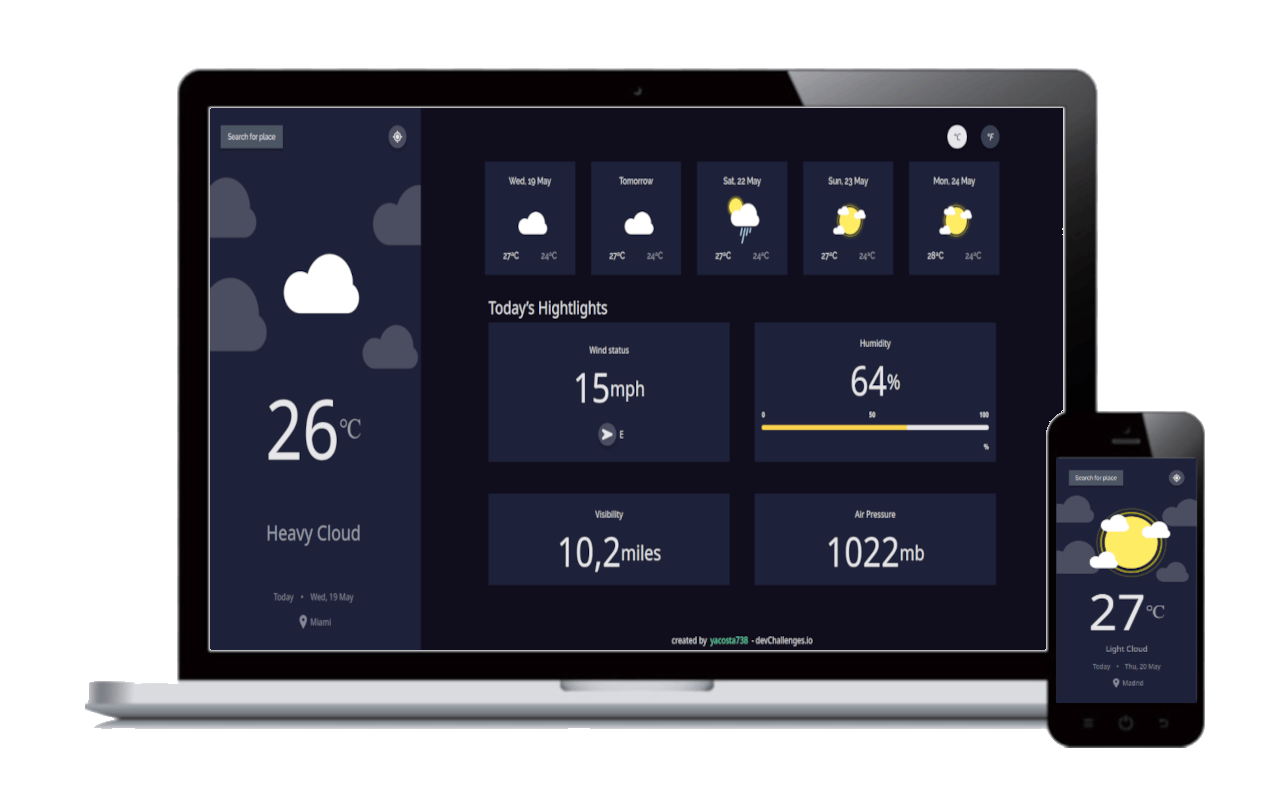 Search for place
°C °F
Wed, 19 May
27°C 24°C
Tomorrow
27°C 24°C
Sat, 22 May
27°C 24°C
Sun, 23 May
27°C 24°C
Mon, 24 May
28°C 24°C
26°C
Heavy Cloud
Today • Wed, 19 May
Miami
Today's Hightlights
Wind status
15mph
E
Humidity
64%
0 50 100
%
Visibility
10,2miles
Air Pressure
1022mb
created by yacosta738 - devChallenges.io
Search for place
27°C
Light Cloud
Today • Thu, 20 May
Madrid